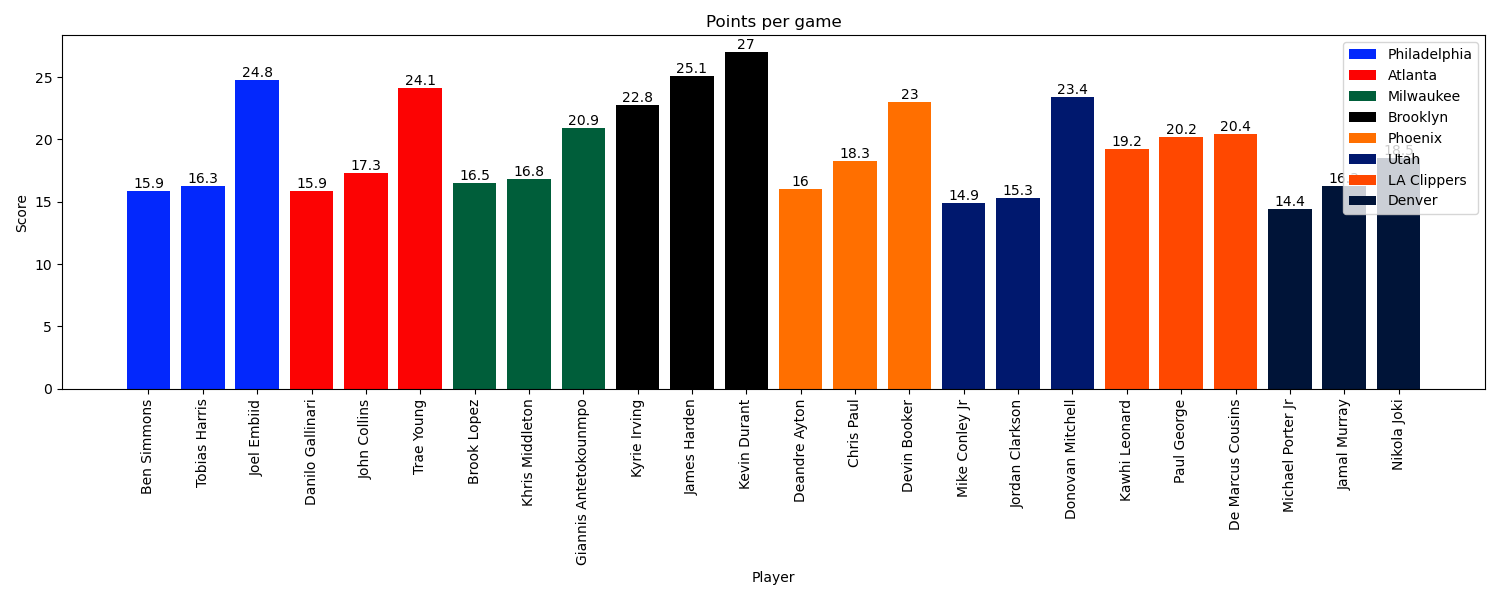 Points per game
Score
25
20
15
10
5
0
15.9
16.3
24.8
15.9
17.3
24.1
16.5
16.8
20.9
22.8
25.1
27
16
18.3
23
14.9
15.3
23.4
19.2
20.2
20.4
14.4
18.5
Philadelphia
Atlanta
Milwaukee
Brooklyn
Phoenix
Utah
LA Clippers
Denver
Ben Simmons
Tobias Harris
Joel Embiid
Danilo Gallinari
John Collins
Trae Young
Brook Lopez
Khris Middleton
Giannis Antetokounmpo
Kyrie Irving
James Harden
Kevin Durant
Deandre Ayton
Chris Paul
Devin Booker
Mike Conley Jr
Jordan Clarkson
Donovan Mitchell
Kawhi Leonard
Paul George
De Marcus Cousins
Michael Porter Jr
Jamal Murray
Nikola Joki
Player